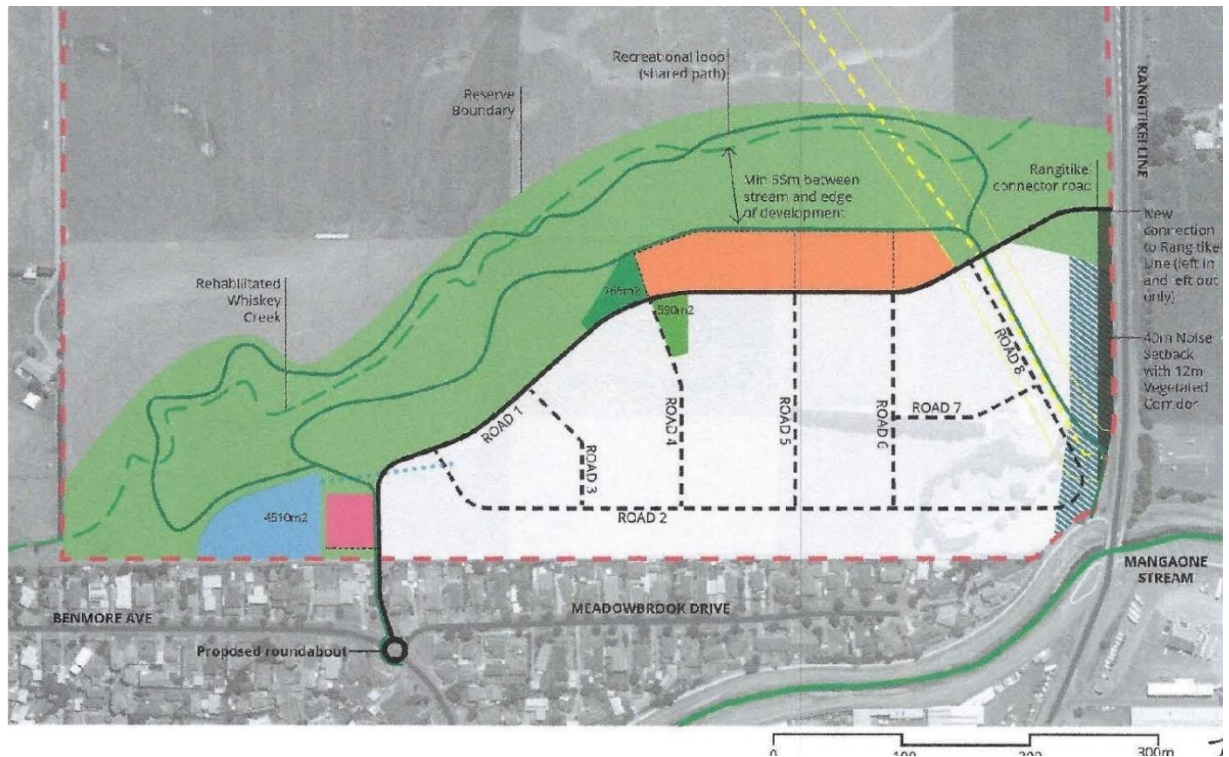 Recreational loop
(shared path)
Reserve
Boundary
RANGITIKEI LINE
Min 55m between
stream and edge
of development
Rangitike
connector road
New
connection
to Rang-tike
Line (left in
and left out
only)
Rehabilitated
Whiskey
Creek
765m2
590m2
40m Noise
Setback
with 12m
Vegetated
Corridor
ROAD 8
ROAD 1
ROAD 4
ROAD 5
ROAD 6
ROAD 7
ROAD 3
4510m2
ROAD 2
MANGAONE
STREAM
BENMORE AVE
MEADOWBROOK DRIVE
Proposed roundabout
0 100 200 300m